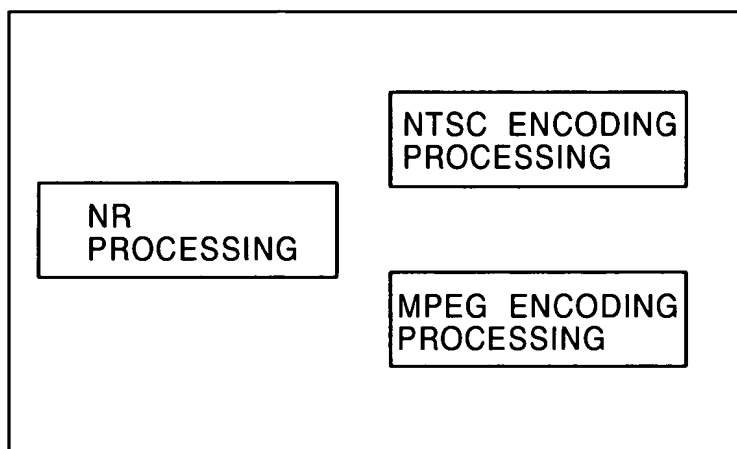 NR
PROCESSING
NTSC ENCODING
PROCESSING
MPEG ENCODING
PROCESSING